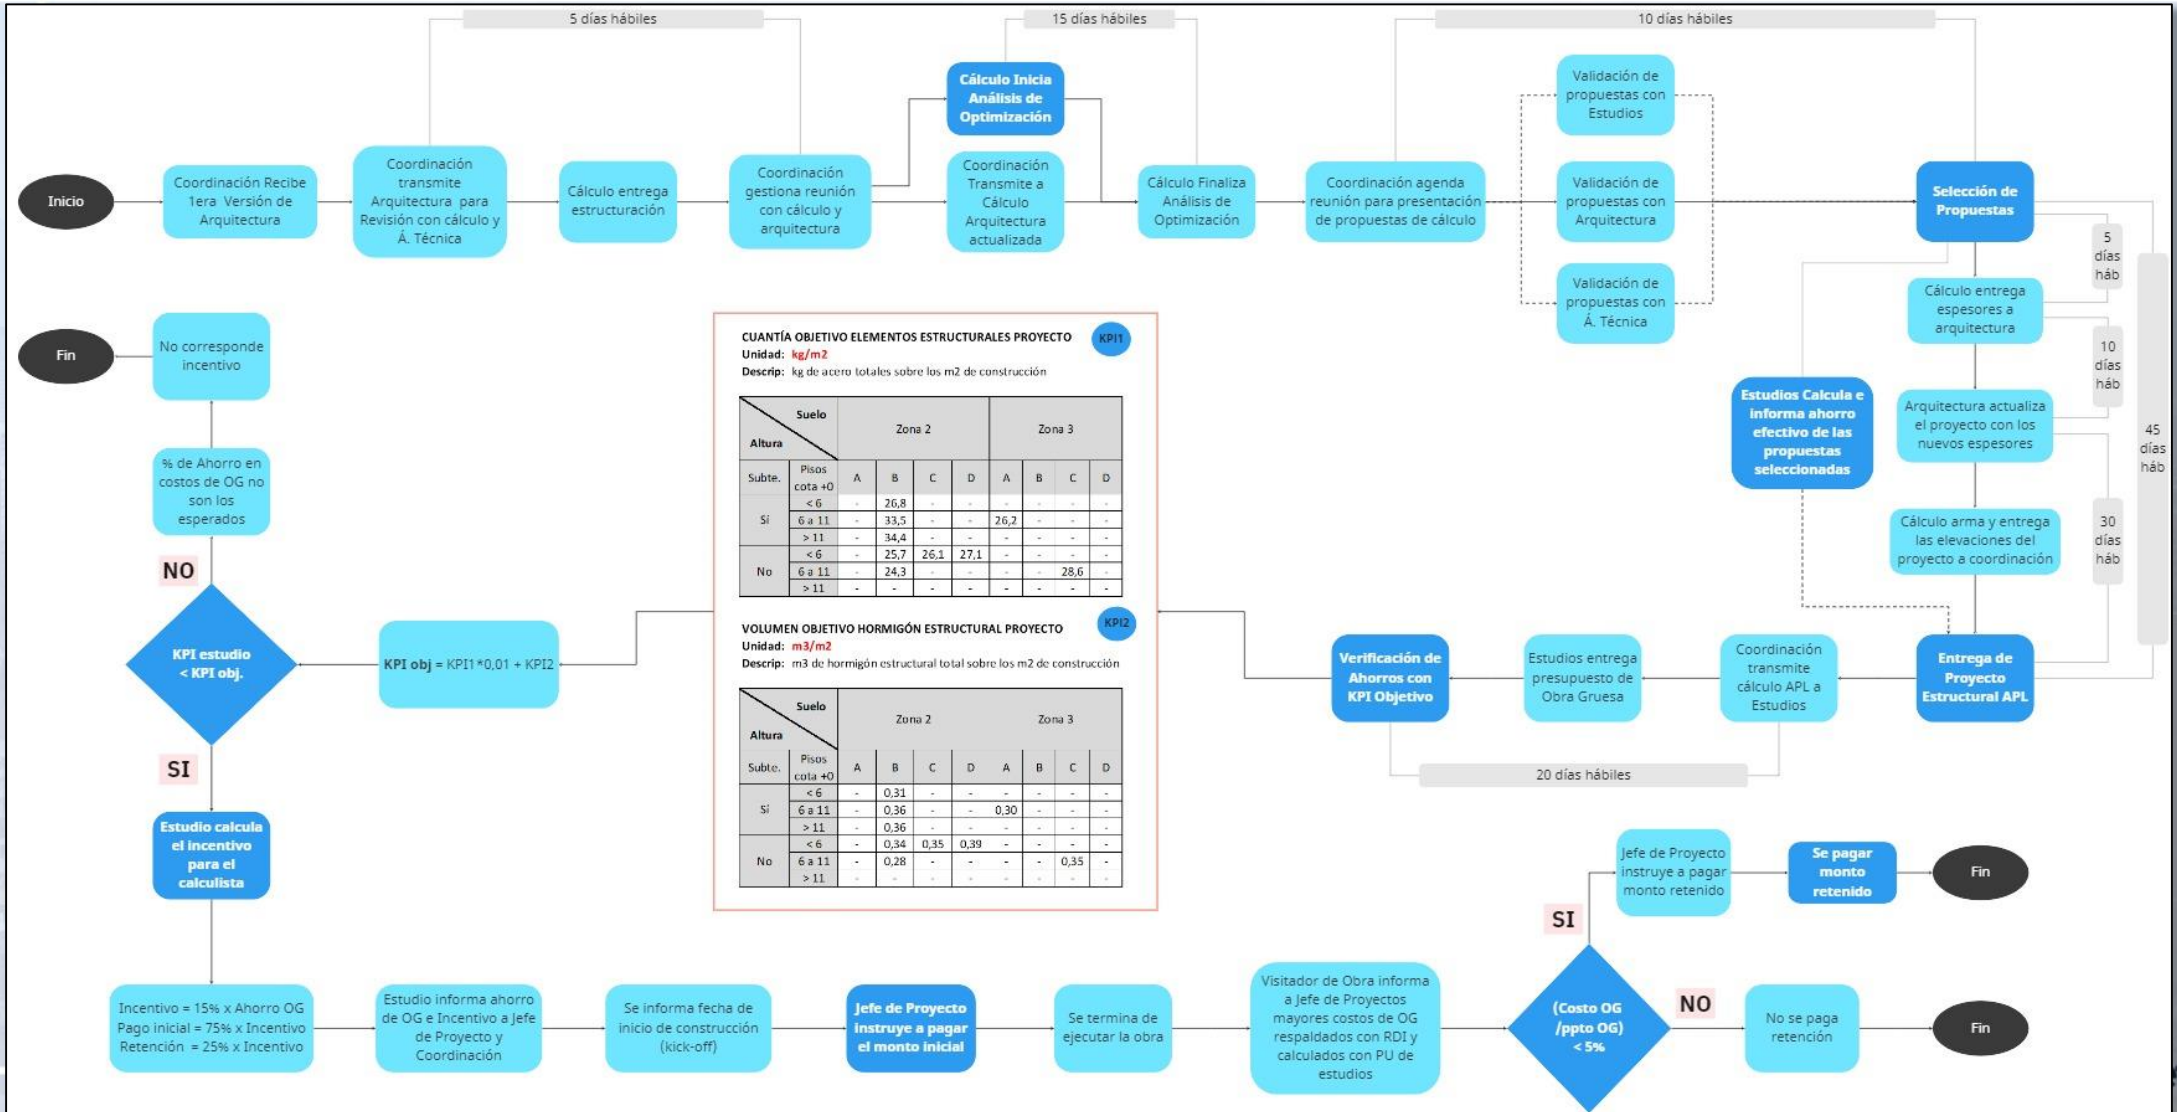 5 días hábiles
15 días hábiles
10 días hábiles
Inicio
Coordinación Recibe
1era Versión de
Arquitectura
Coordinación
transmite
Arquitectura para
Revisión con cálculo y
Á. Técnica
Cálculo entrega
estructuración
Coordinación
gestiona reunión
con cálculo y
arquitectura
Cálculo Inicia
Análisis de
Optimización
Coordinación
Transmite a
Cálculo
Arquitectura
actualizada
Cálculo Finaliza
Análisis de
Optimización
Coordinación agenda
reunión para presentación
de propuestas de cálculo
Validación de
propuestas con
Estudios
Validación de
propuestas con
Arquitectura
Validación de
propuestas con
Á. Técnica
Selección de
Propuestas
5
días
háb
Cálculo entrega
espesores a
arquitectura
10
días
háb
Estudios Calcula e
informa ahorro
efectivo de las
propuestas
seleccionadas
Arquitectura actualiza
el proyecto con los
nuevos espesores
45
días
háb
Cálculo arma y entrega
las elevaciones del
proyecto a coordinación
30
días
háb
Entrega de
Proyecto
Estructural APL
Coordinación
transmite
cálculo APL a
Estudios
Estudios entrega
presupuesto de
Obra Gruesa
Verificación de
Ahorros con
KPI Objetivo
20 días hábiles
CUANTÍA OBJETIVO ELEMENTOS ESTRUCTURALES PROYECTO
KPI1
Unidad: kg/m2
Descrip: kg de acero totales sobre los m2 de construcción
Suelo
Altura
Zona 2 Zona 3
Subte. Pisos cota +0 A B C D A B C D
Sí < 6 - 26,8 - - - - - -
6 a 11 - 33,5 - - 26,2 - - -
> 11 - 34,4 - - - - - -
No < 6 - 25,7 26,1 27,1 - - - -
6 a 11 - 24,3 - - - - 28,6 -
> 11 - - - - - - - -
VOLUMEN OBJETIVO HORMIGÓN ESTRUCTURAL PROYECTO
KPI2
Unidad: m3/m2
Descrip: m3 de hormigón estructural total sobre los m2 de construcción
Suelo
Altura
Zona 2 Zona 3
Subte. Pisos cota +0 A B C D A B C D
Sí < 6 - 0,31 - - - - - -
6 a 11 - 0,36 - - 0,30 - - -
> 11 - 0,36 - - - - - -
No < 6 - 0,34 0,35 0,39 - - - -
6 a 11 - 0,28 - - - - 0,35 -
> 11 - - - - - - - -
KPI obj = KPI1*0,01 + KPI2
KPI estudio
< KPI obj.
NO
% de Ahorro en
costos de OG no
son los
esperados
No corresponde
incentivo
Fin
SI
Estudio calcula
el incentivo
para el
calculista
Incentivo = 15% x Ahorro OG
Pago inicial = 75% x Incentivo
Retención = 25% x Incentivo
Estudio informa ahorro
de OG e Incentivo a Jefe
de Proyecto y
Coordinación
Se informa fecha de
inicio de construcción
(kick-off)
Jefe de Proyecto
instruye a pagar
el monto inicial
Se termina de
ejecutar la obra
Visitador de Obra informa
a Jefe de Proyectos
mayores costos de OG
respaldados con RDI y
calculados con PU de
estudios
(Costo OG
/ppto OG)
< 5%
SI
Jefe de Proyecto
instruye a pagar
monto retenido
Se pagar
monto
retenido
Fin
NO
No se paga
retención
Fin